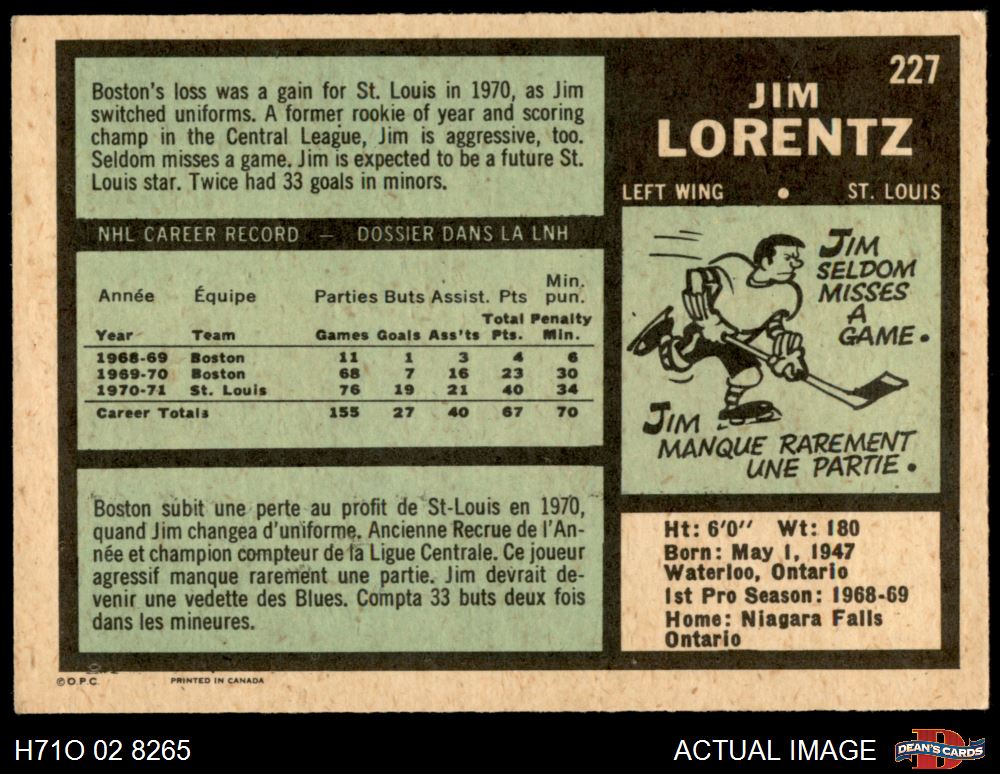 227
JIM
LORENTZ
LEFT WING • ST. LOUIS
Boston's loss was a gain for St. Louis in 1970, as Jim
switched uniforms. A former rookie of year and scoring
champ in the Central League, Jim is aggressive, too.
Seldom misses a game. Jim is expected to be a future St.
Louis star. Twice had 33 goals in minors.
NHL CAREER RECORD — DOSSIER DANS LA LNH
Année Équipe Parties Buts Assist. Pts Min. pun.
Year Team Games Goals Ass'ts Total Pts. Penalty Min.
1968-69 Boston 11 1 3 4 6
1969-70 Boston 68 7 16 23 30
1970-71 St. Louis 76 19 21 40 34
Career Totals 155 27 40 67 70
Boston subit une perte au profit de St-Louis en 1970,
quand Jim changea d'uniforme. Ancienne Recrue de l'An-
née et champion compteur de la Ligue Centrale. Ce joueur
agressif manque rarement une partie. Jim devrait de-
venir une vedette des Blues. Compta 33 buts deux fois
dans les mineures.
JIM
SELDOM
MISSES
A
GAME.
JIM
MANQUE RAREMENT
UNE PARTIE.
Ht: 6'0'' Wt: 180
Born: May 1, 1947
Waterloo, Ontario
1st Pro Season: 1968-69
Home: Niagara Falls
Ontario
©O.P.C. PRINTED IN CANADA
H71O 02 8265
ACTUAL IMAGE
D
DEAN'S CARDS